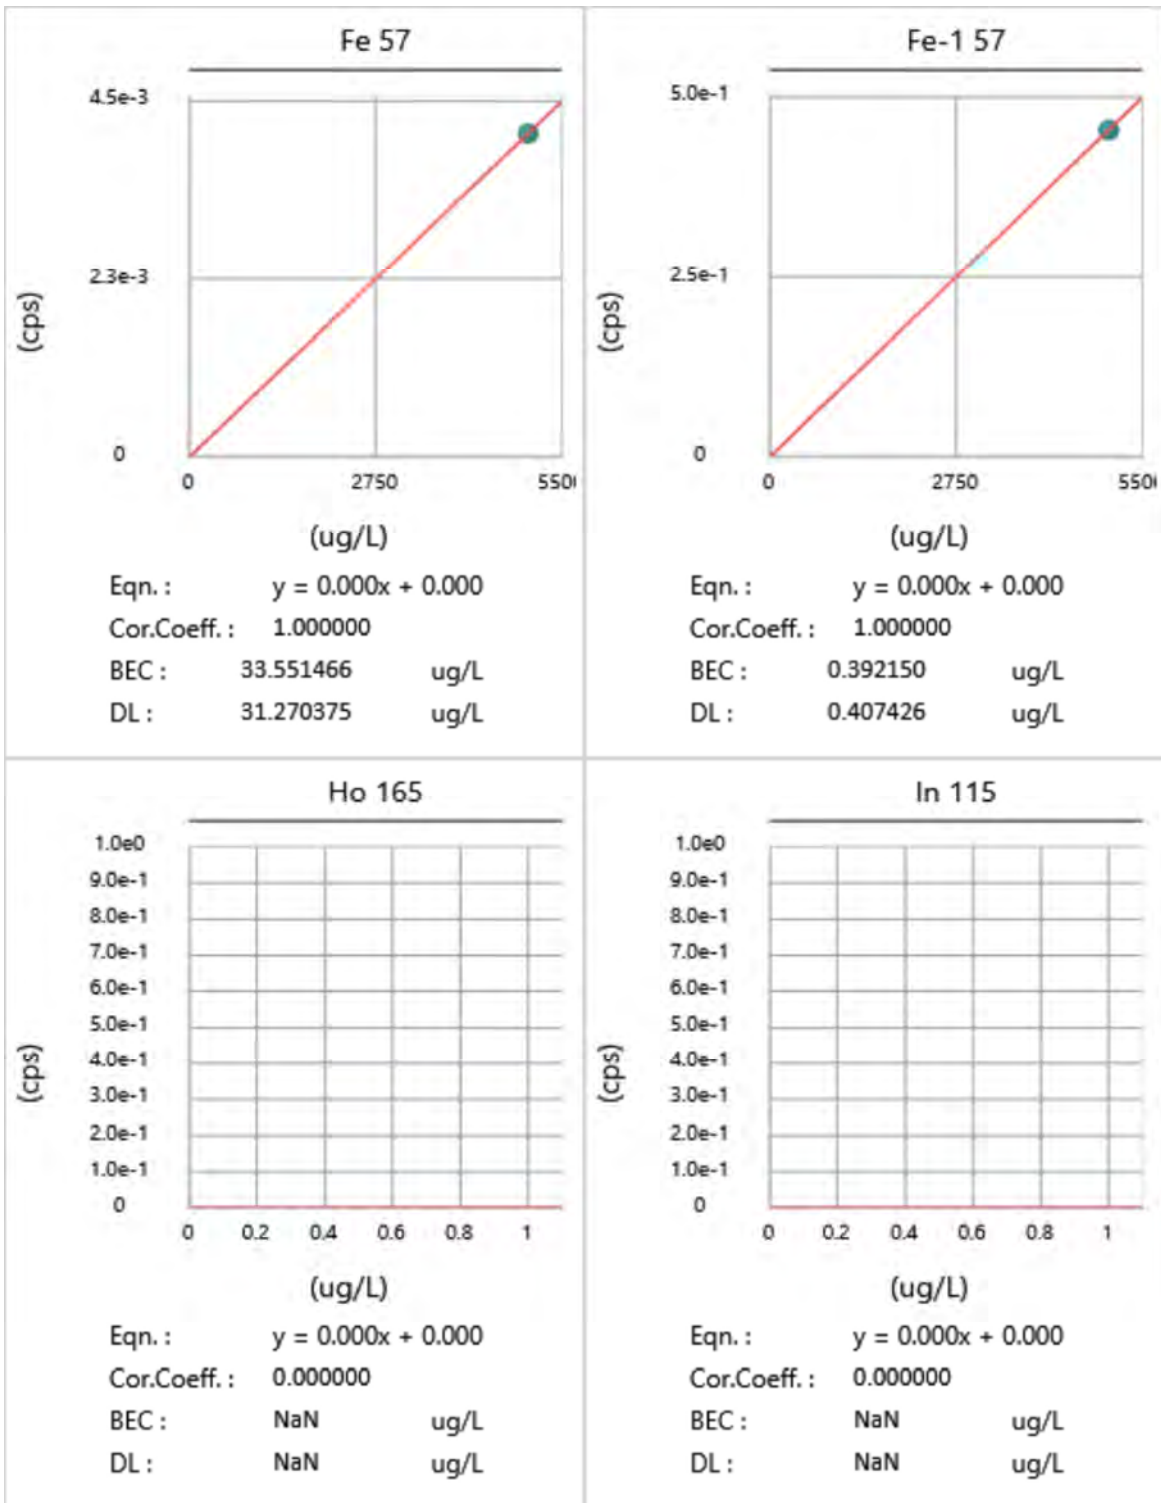 Fe 57
4.5e-3
2.3e-3
0
(cps)
0 2750 550
(ug/L)
Eqn. : y = 0.000x + 0.000
Cor.Coeff. : 1.000000
BEC : 33.551466 ug/L
DL : 31.270375 ug/L
Fe-1 57
5.0e-1
2.5e-1
0
(cps)
0 2750 550
(ug/L)
Eqn. : y = 0.000x + 0.000
Cor.Coeff. : 1.000000
BEC : 0.392150 ug/L
DL : 0.407426 ug/L
Ho 165
1.0e0
9.0e-1
8.0e-1
7.0e-1
6.0e-1
5.0e-1
4.0e-1
3.0e-1
2.0e-1
1.0e-1
0
(cps)
0 0.2 0.4 0.6 0.8 1
(ug/L)
Eqn. : y = 0.000x + 0.000
Cor.Coeff. : 0.000000
BEC : NaN ug/L
DL : NaN ug/L
In 115
1.0e0
9.0e-1
8.0e-1
7.0e-1
6.0e-1
5.0e-1
4.0e-1
3.0e-1
2.0e-1
1.0e-1
0
(cps)
0 0.2 0.4 0.6 0.8 1
(ug/L)
Eqn. : y = 0.000x + 0.000
Cor.Coeff. : 0.000000
BEC : NaN ug/L
DL : NaN ug/L